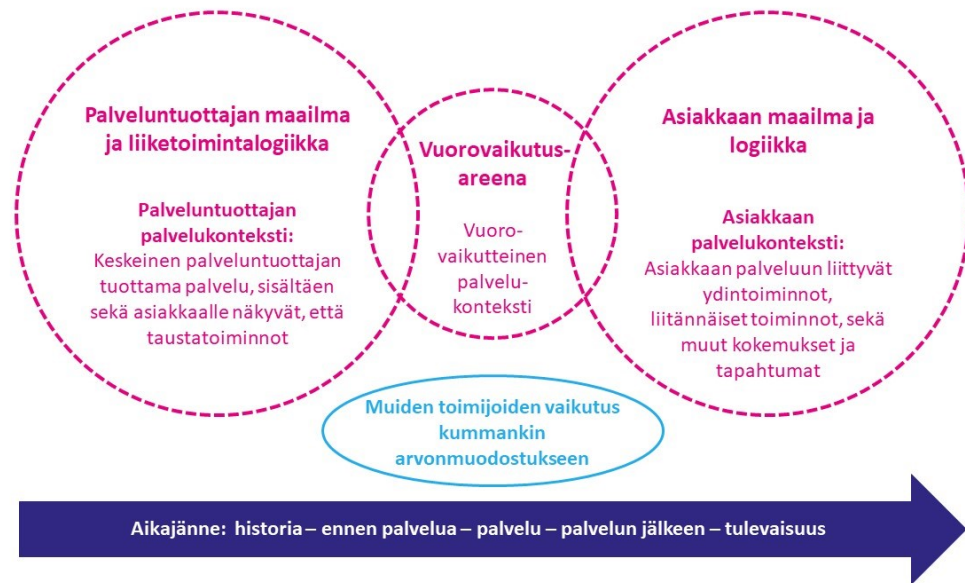 Palveluntuottajan maailma
ja liiketoimintalogiikka
Palveluntuottajan
palvelukonteksti:
Keskeinen palveluntuottajan
tuottama palvelu, sisältäen
sekä asiakkaalle näkyvät, että
taustatoiminnot
Vuorovaikutus-
areena
Vuoro-
vaikutteinen
palvelu-
konteksti
Asiakkaan maailma ja
logiikka
Asiakkaan
palvelukonteksti:
Asiakkaan palveluun liittyvät
ydintoiminnot,
liitännäiset toiminnot, sekä
muut kokemukset ja
tapahtumat
Muiden toimijoiden vaikutus
kummankin
arvonmuodostukseen
Aikajänne: historia – ennen palvelua – palvelu – palvelun jälkeen – tulevaisuus